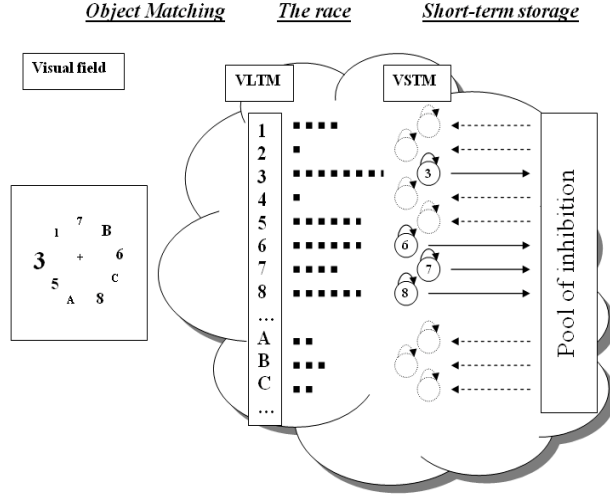 Object Matching The race Short-term storage
Visual field
VLTM
VSTM
1
2
3 3
4
5
6 6
7 7
8 8
…
A
B
C
…
7
1 B
3 + 6
5 C
A 8
Pool of inhibition